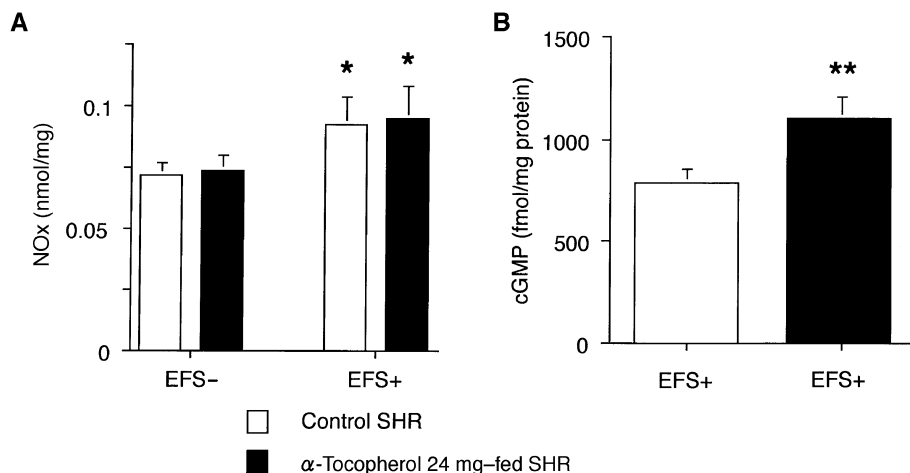 A
NOx (nmol/mg)
0.1
0.05
0
*
*
EFS–
EFS+
B
cGMP (fmol/mg protein)
1500
1000
500
0
**
EFS+
EFS+
Control SHR
α-Tocopherol 24 mg–fed SHR